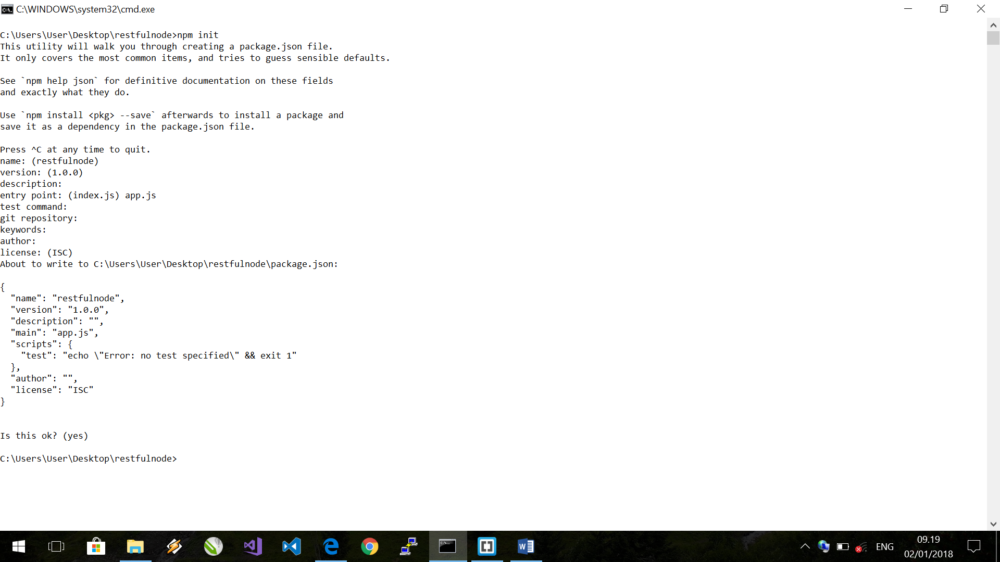 C:\WINDOWS\system32\cmd.exe
C:\Users\User\Desktop\restfulnode>npm init
This utility will walk you through creating a package.json file.
It only covers the most common items, and tries to guess sensible defaults.
See `npm help json` for definitive documentation on these fields
and exactly what they do.
Use `npm install <pkg> --save` afterwards to install a package and
save it as a dependency in the package.json file.
Press ^C at any time to quit.
name: (restfulnode)
version: (1.0.0)
description:
entry point: (index.js) app.js
test command:
git repository:
keywords:
author:
license: (ISC)
About to write to C:\Users\User\Desktop\restfulnode\package.json:
{
  "name": "restfulnode",
  "version": "1.0.0",
  "description": "",
  "main": "app.js",
  "scripts": {
    "test": "echo \"Error: no test specified\" && exit 1"
  },
  "author": "",
  "license": "ISC"
}
Is this ok? (yes)
C:\Users\User\Desktop\restfulnode>
ENG
09.19
02/01/2018